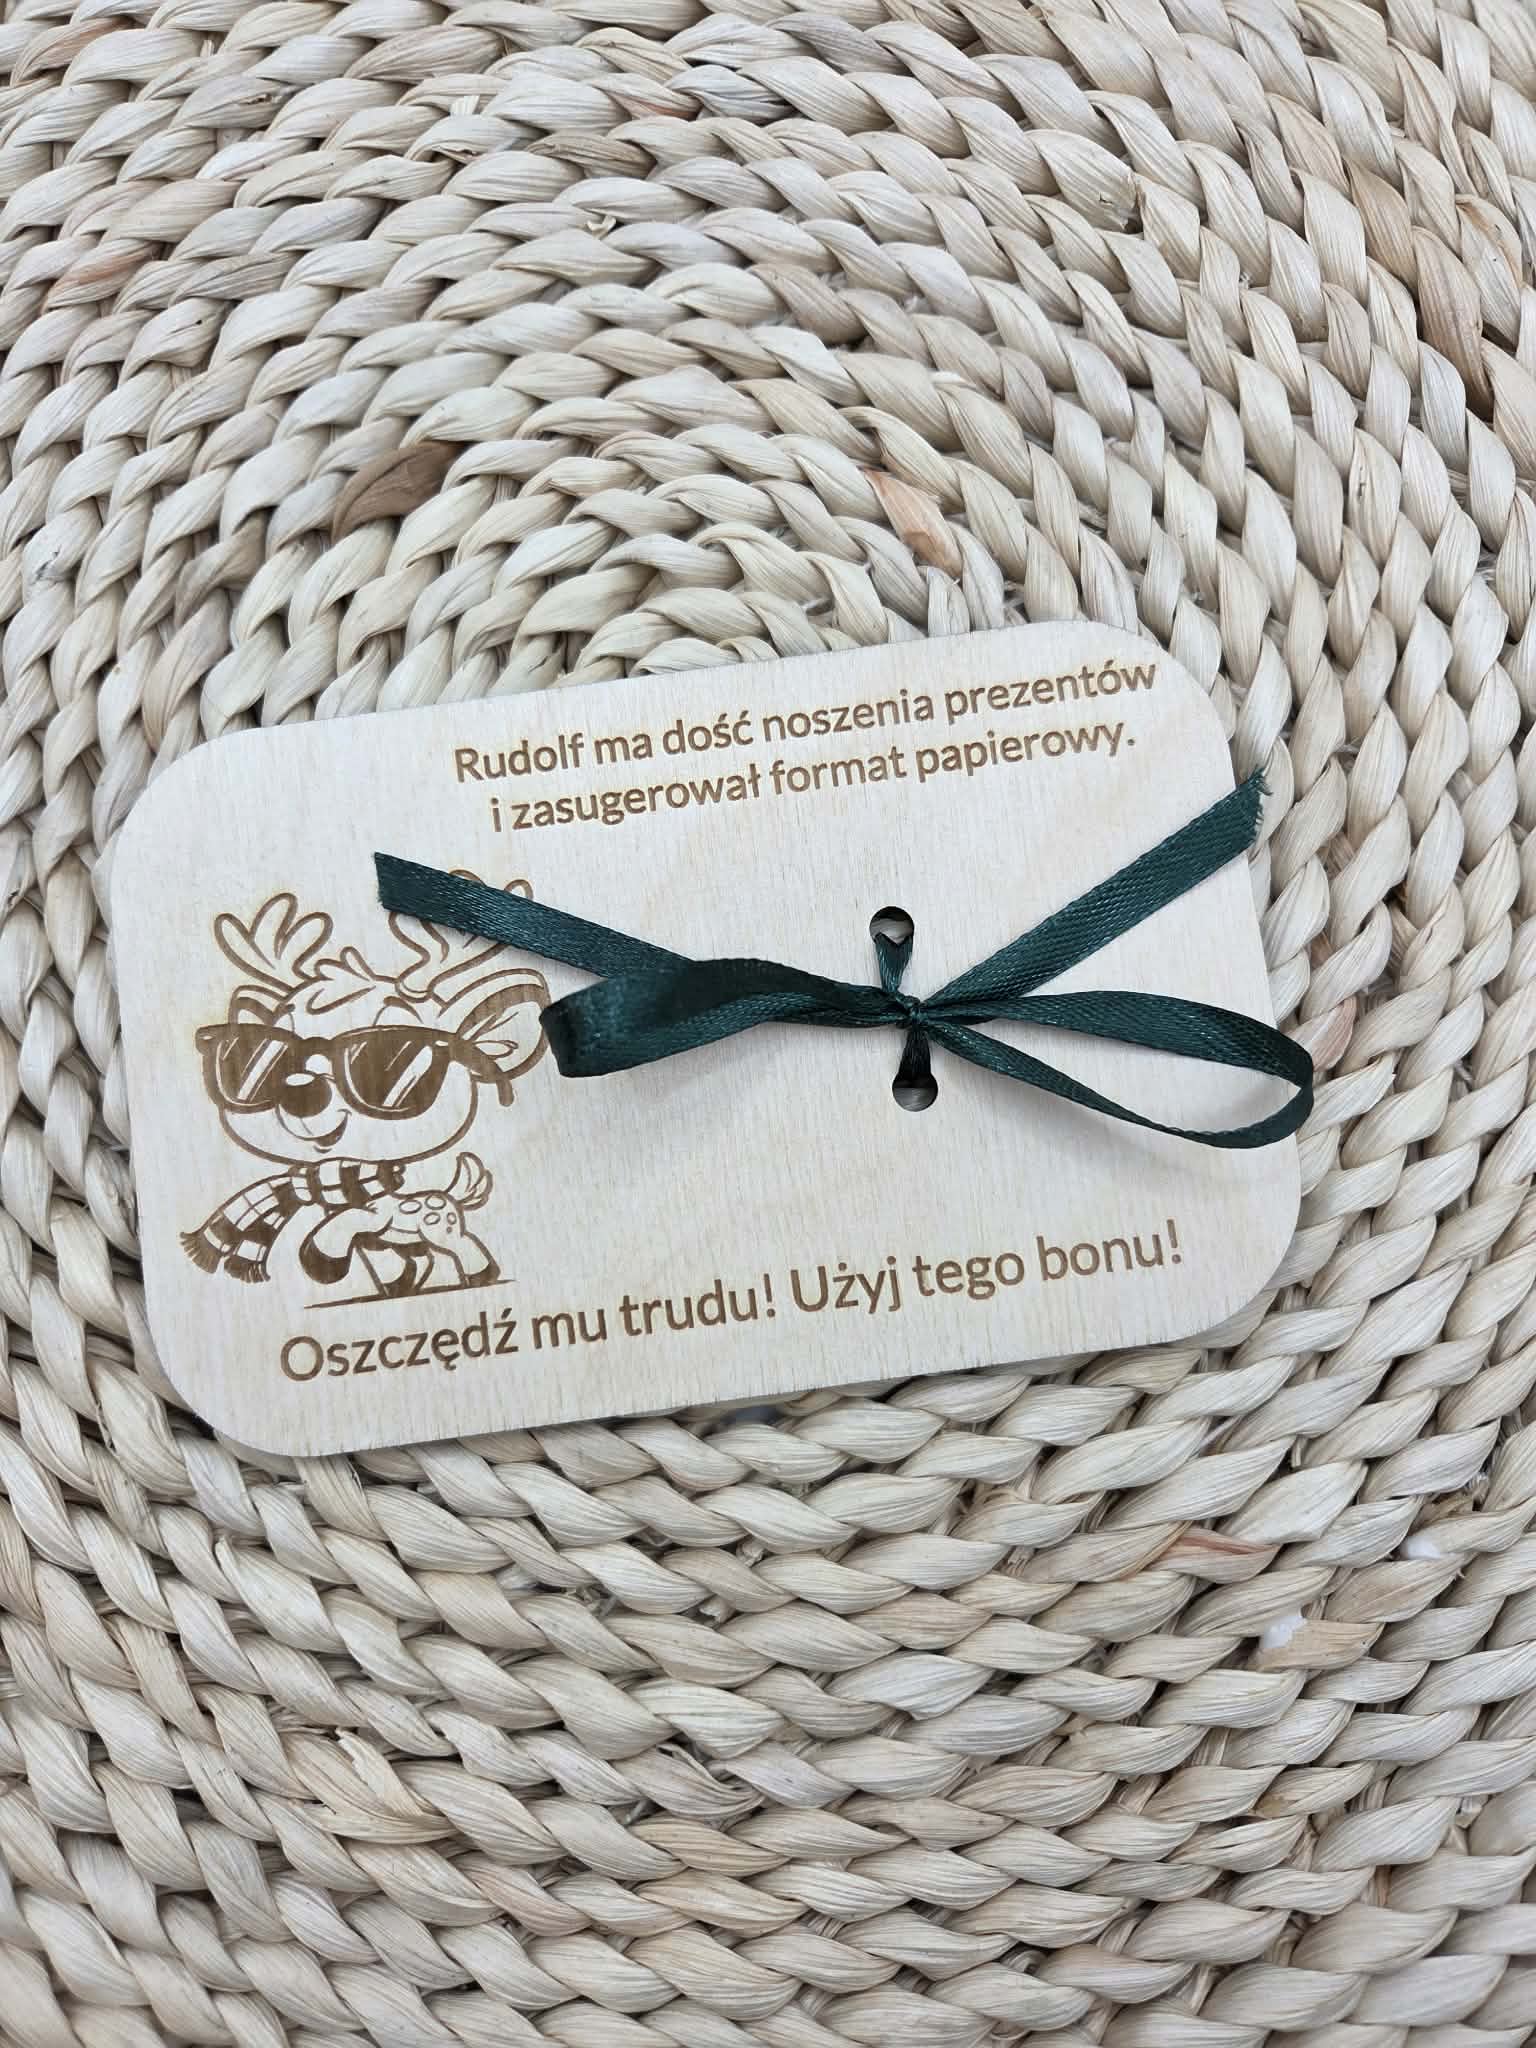 Rudolf ma dość noszenia prezentów
i zasugerował format papierowy.
Oszczędź mu trudu! Użyj tego bonu!